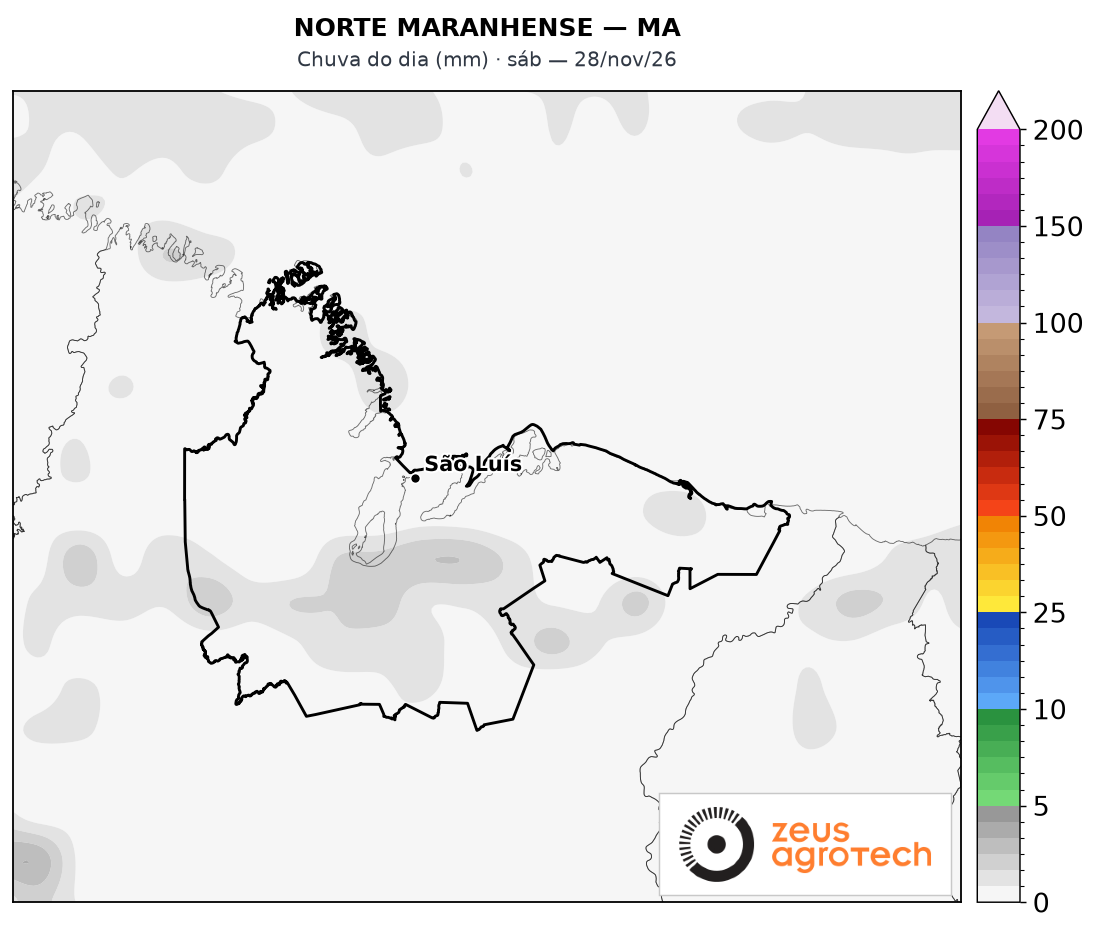 NORTE MARANHENSE — MA
Chuva do dia (mm) · sáb — 28/nov/26
200
150
100
75
50
25
10
5
0
São Luís
zeus
agrotech